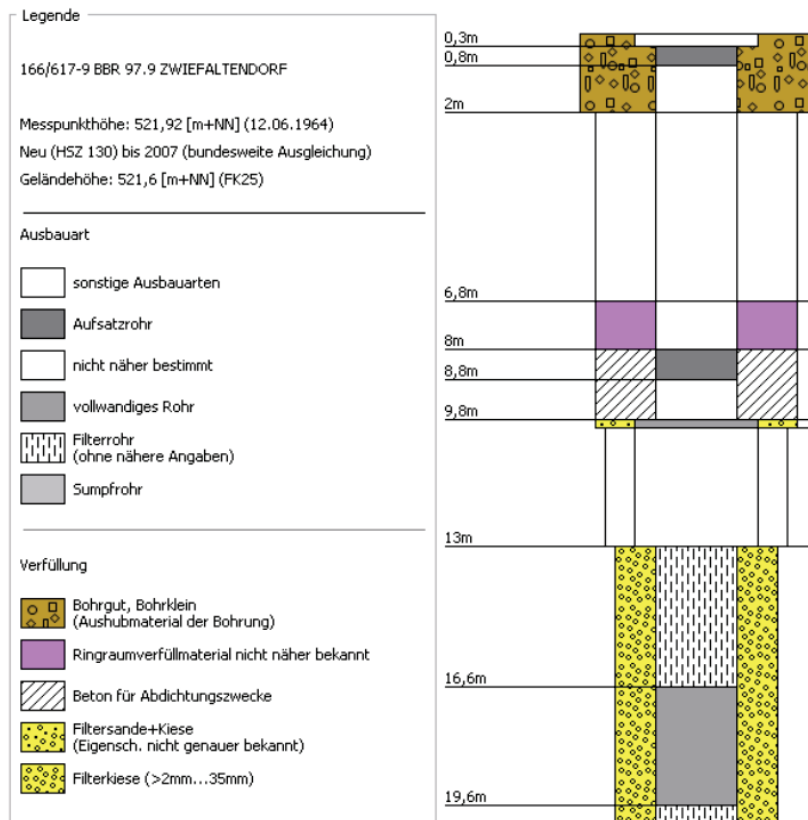 Legende
166/617-9 BBR 97.9 ZWIEFALTENDORF
Messpunkthöhe: 521,92 [m+NN] (12.06.1964)
Neu (HSZ 130) bis 2007 (bundesweite Ausgleichung)
Geländehöhe: 521,6 [m+NN] (FK25)
Ausbauart
sonstige Ausbauarten
Aufsatzrohr
nicht näher bestimmt
vollwandiges Rohr
Filterrohr
(ohne nähere Angaben)
Sumpfrohr
Verfüllung
Bohrgut, Bohrklein
(Aushubmaterial der Bohrung)
Ringraumverfüllmaterial nicht näher bekannt
Beton für Abdichtungszwecke
Filtersande+Kiese
(Eigensch. nicht genauer bekannt)
Filterkiese (>2mm...35mm)
0,3m
0,8m
2m
6,8m
8m
8,8m
9,8m
13m
16,6m
19,6m